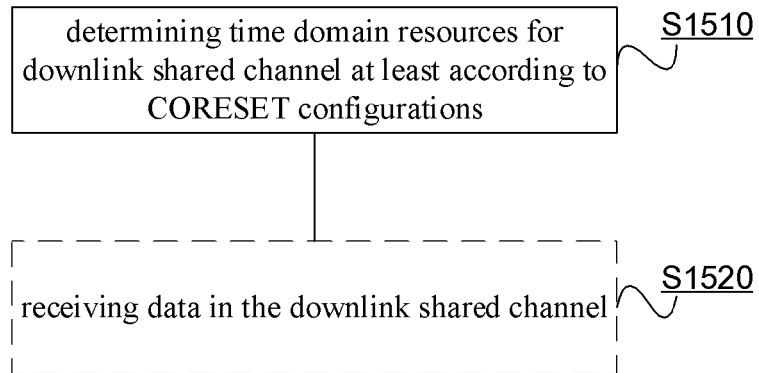 determining time domain resources for
downlink shared channel at least according to
CORESET configurations
S1510
receiving data in the downlink shared channel
S1520